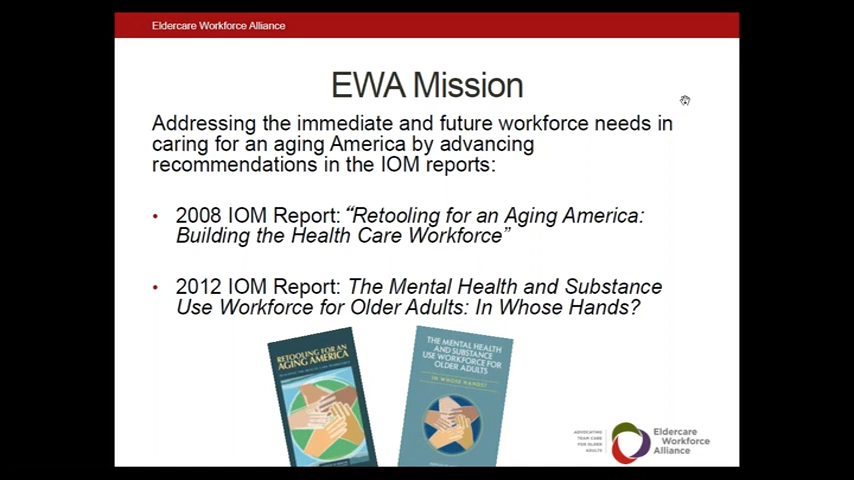 Eldercare Workforce Alliance
EWA Mission
Addressing the immediate and future workforce needs in
caring for an aging America by advancing
recommendations in the IOM reports:
• 2008 IOM Report: “Retooling for an Aging America:
Building the Health Care Workforce”
• 2012 IOM Report: The Mental Health and Substance
Use Workforce for Older Adults: In Whose Hands?
RETOOLING FOR AN
AGING AMERICA
THE MENTAL HEALTH
AND SUBSTANCE
USE WORKFORCE FOR
OLDER ADULTS
IN WHOSE HANDS?
ADVOCATING
TEAM CARE
FOR OLDER
ADULTS
Eldercare
Workforce
Alliance